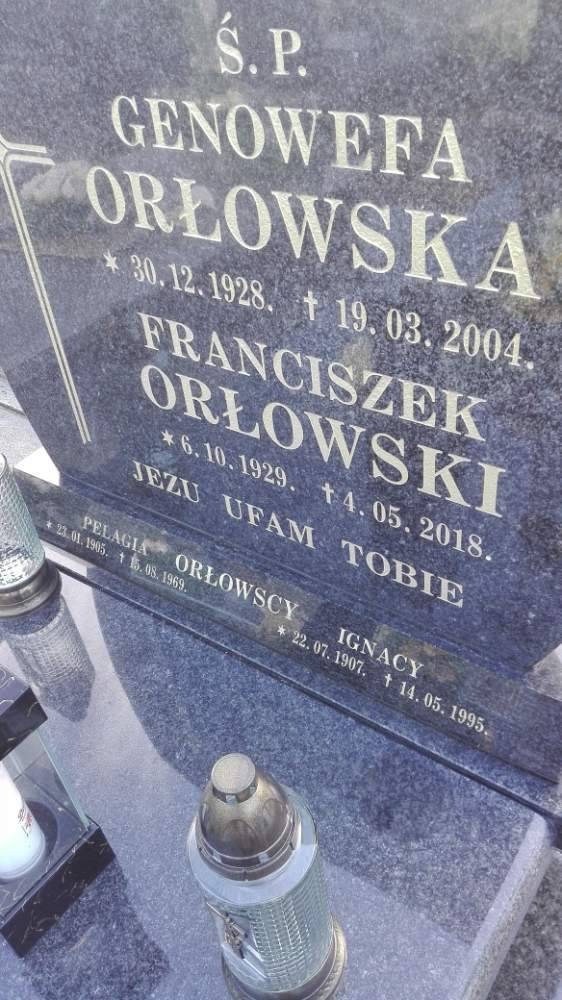 Ś. P.
GENOWEFA
ORŁOWSKA
* 30.12.1928. † 19.03.2004.
FRANCISZEK
ORŁOWSKI
* 6.10.1929. † 4.05.2018.
JEZU UFAM TOBIE
PELAGIA ORŁOWSCY IGNACY
* 23.01.1905. † 15.08.1969. * 22.07.1907. † 14.05.1995.